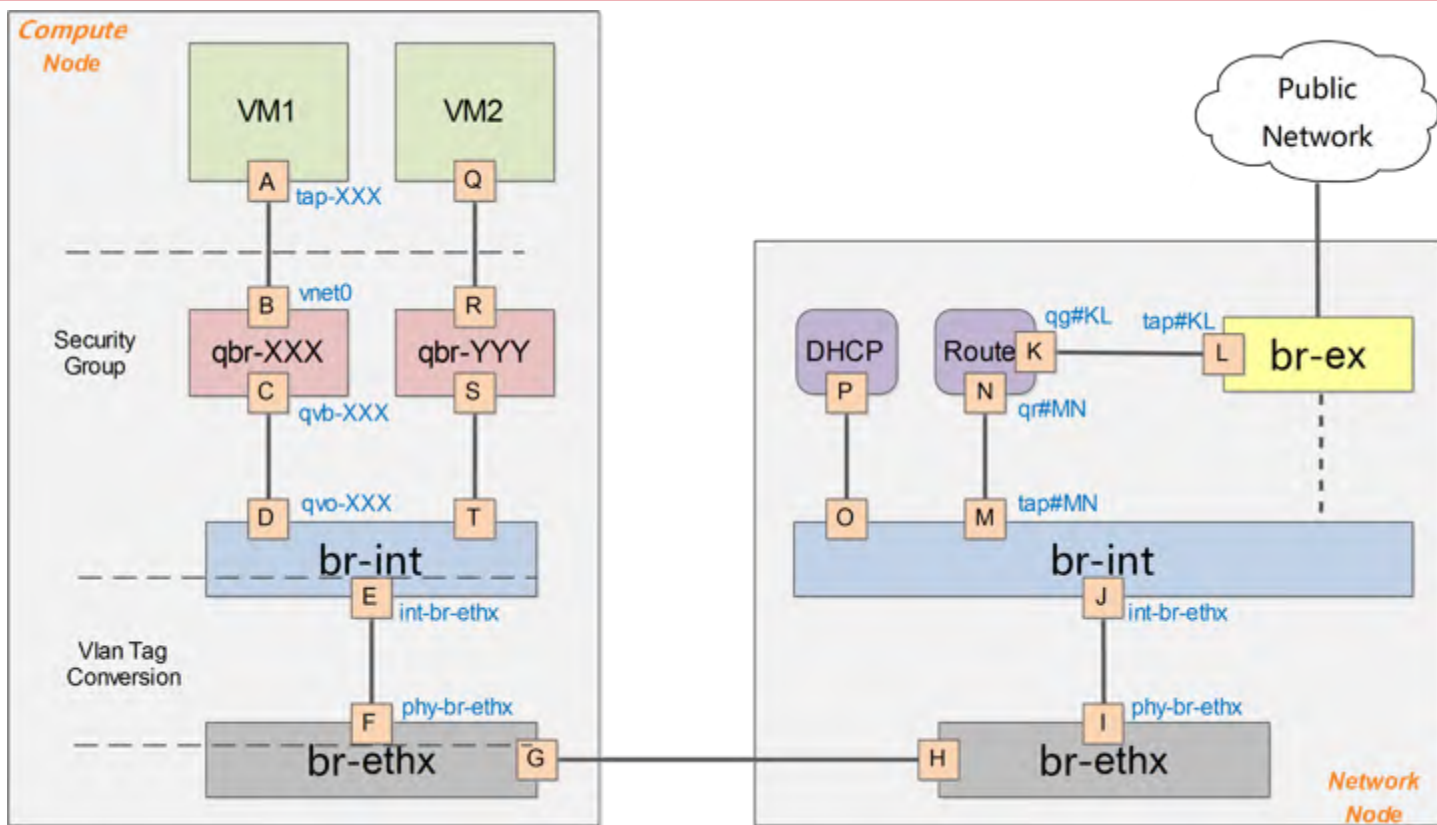 Compute
Node
VM1
VM2
A
Q
tap-XXX
B
vnet0
R
Security
Group
qbr-XXX
qbr-YYY
C
qvb-XXX
S
D
qvo-XXX
T
br-int
E
int-br-ethx
Vlan Tag
Conversion
F
phy-br-ethx
br-ethx
G
Public
Network
DHCP
Route
K
qg#KL
tap#KL
L
br-ex
P
N
qr#MN
O
M
tap#MN
br-int
J
int-br-ethx
I
phy-br-ethx
H
br-ethx
Network
Node